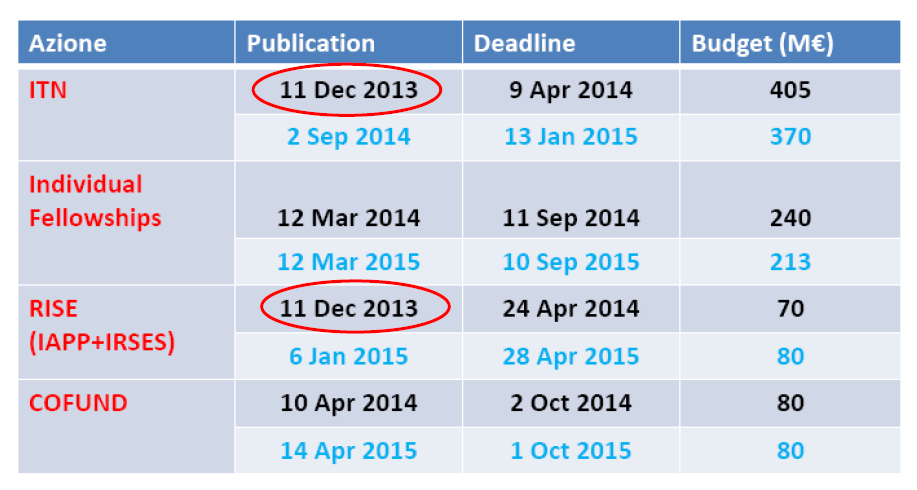 Azione Publication Deadline Budget (M€)
ITN 11 Dec 2013 9 Apr 2014 405
2 Sep 2014 13 Jan 2015 370
Individual
Fellowships 12 Mar 2014 11 Sep 2014 240
12 Mar 2015 10 Sep 2015 213
RISE 11 Dec 2013 24 Apr 2014 70
(IAPP+IRSES) 6 Jan 2015 28 Apr 2015 80
COFUND 10 Apr 2014 2 Oct 2014 80
14 Apr 2015 1 Oct 2015 80